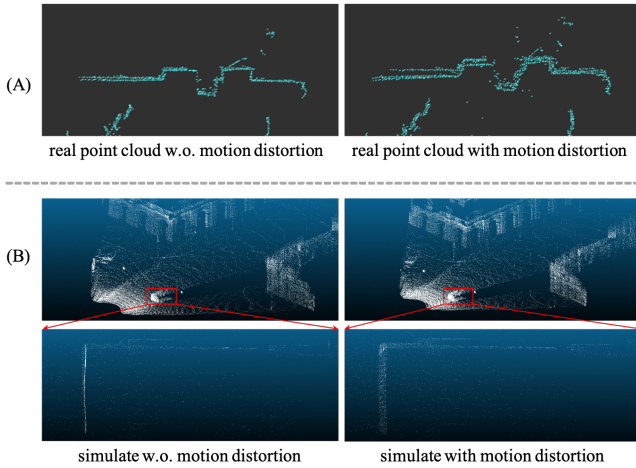 (A)
real point cloud w.o. motion distortion
real point cloud with motion distortion
(B)
simulate w.o. motion distortion
simulate with motion distortion